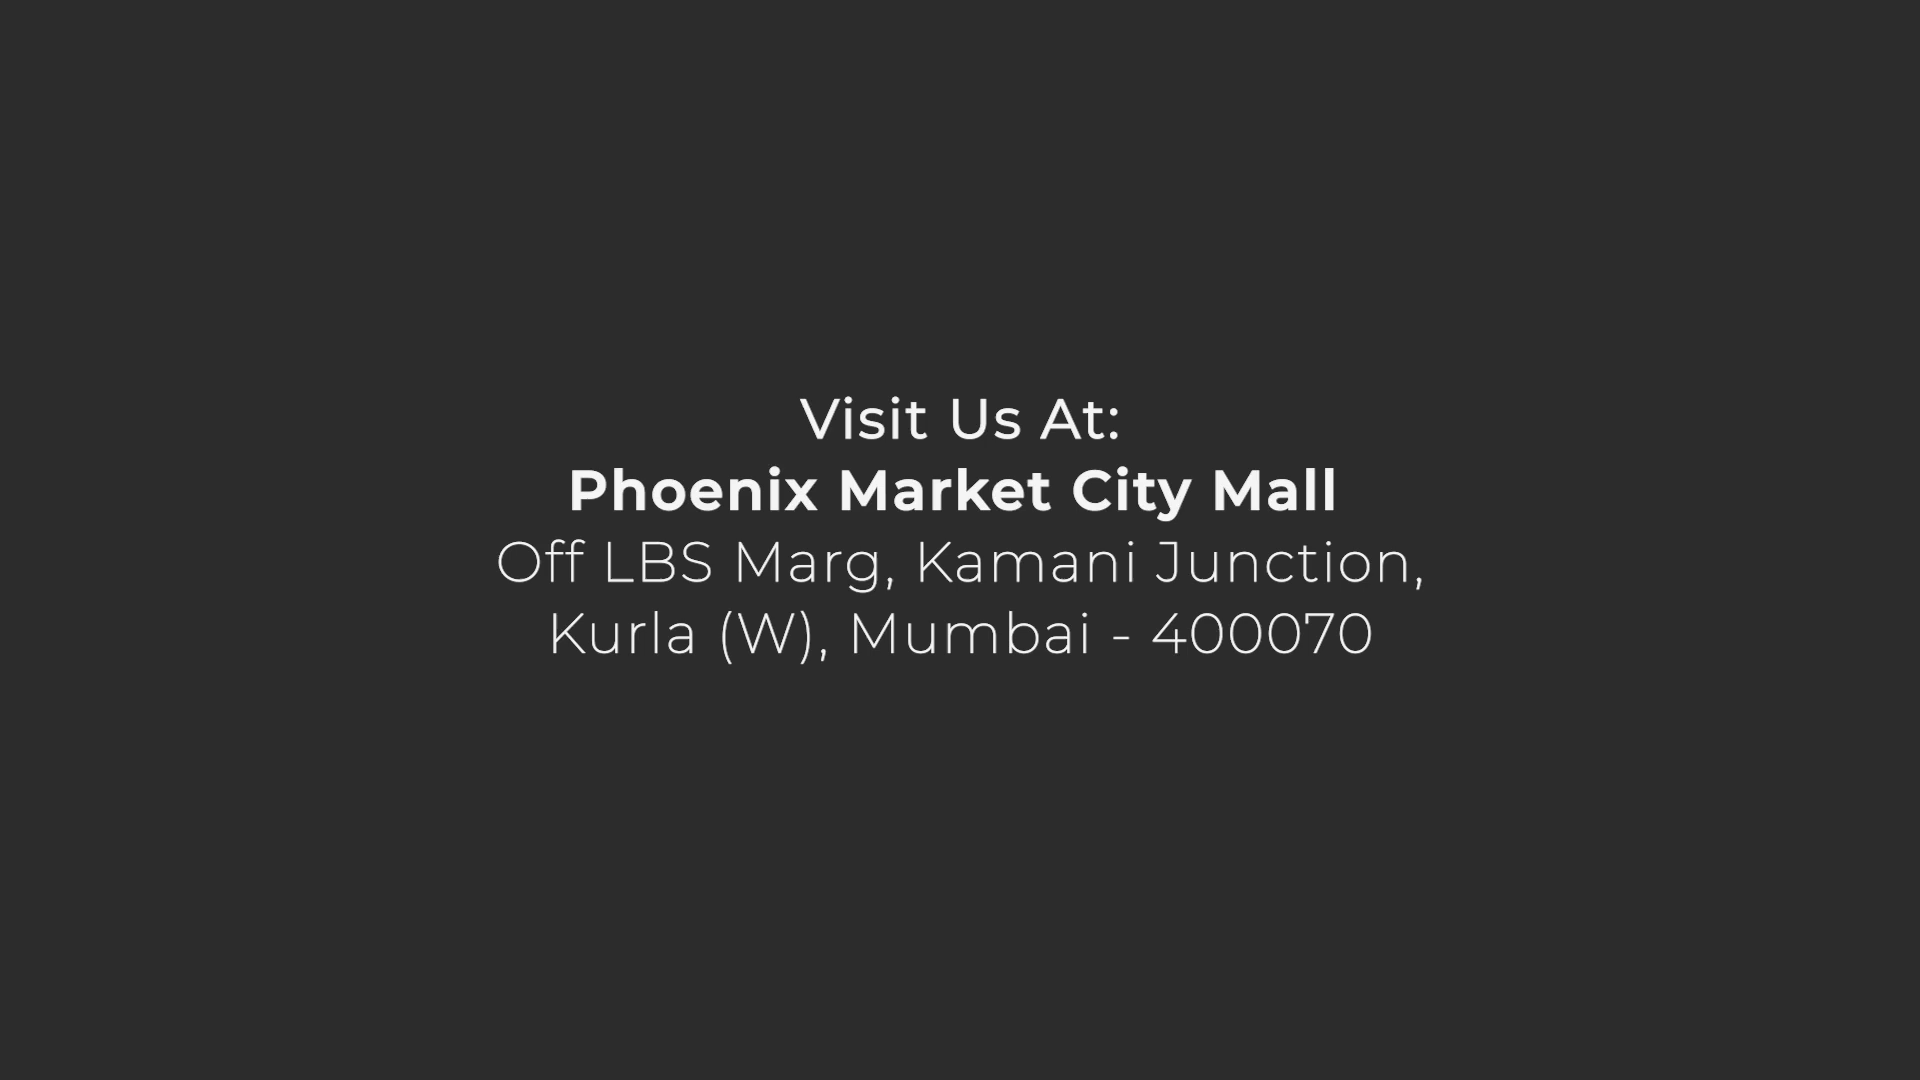 Visit Us At:
Phoenix Market City Mall
Off LBS Marg, Kamani Junction,
Kurla (W), Mumbai - 400070